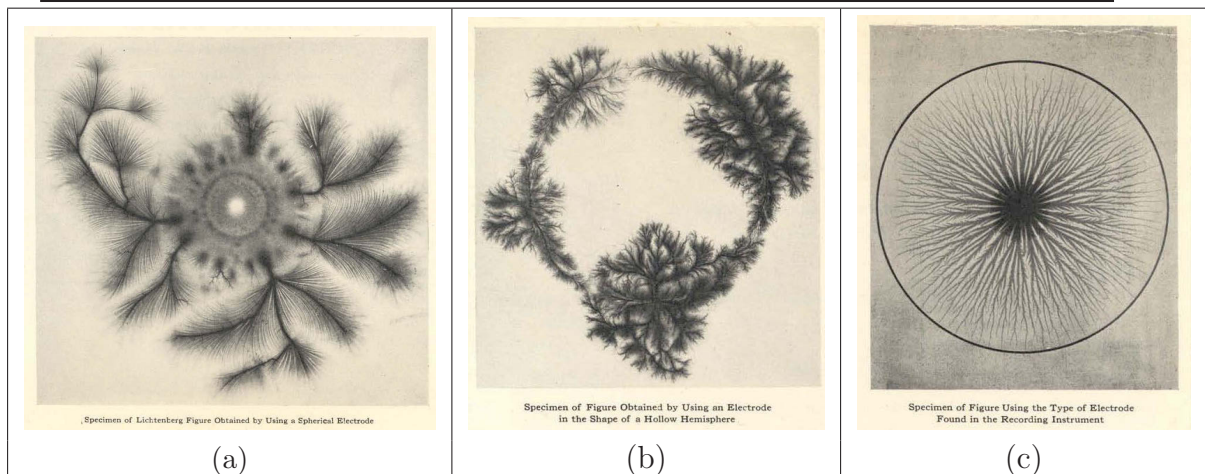 Specimen of Lichtenberg Figure Obtained by Using a Spherical Electrode
Specimen of Figure Obtained by Using an Electrode
in the Shape of a Hollow Hemisphere
Specimen of Figure Using the Type of Electrode
Found in the Recording Instrument
(a)
(b)
(c)